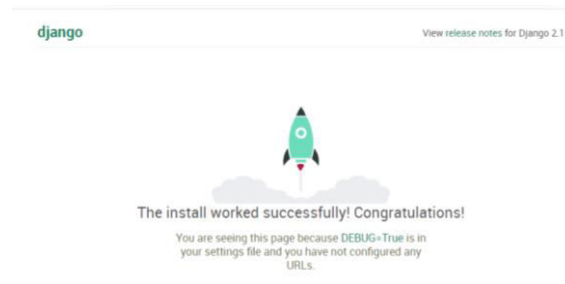 django
View release notes for Django 2.1
The install worked successfully! Congratulations!
You are seeing this page because DEBUG=True is in
your settings file and you have not configured any
URLs.